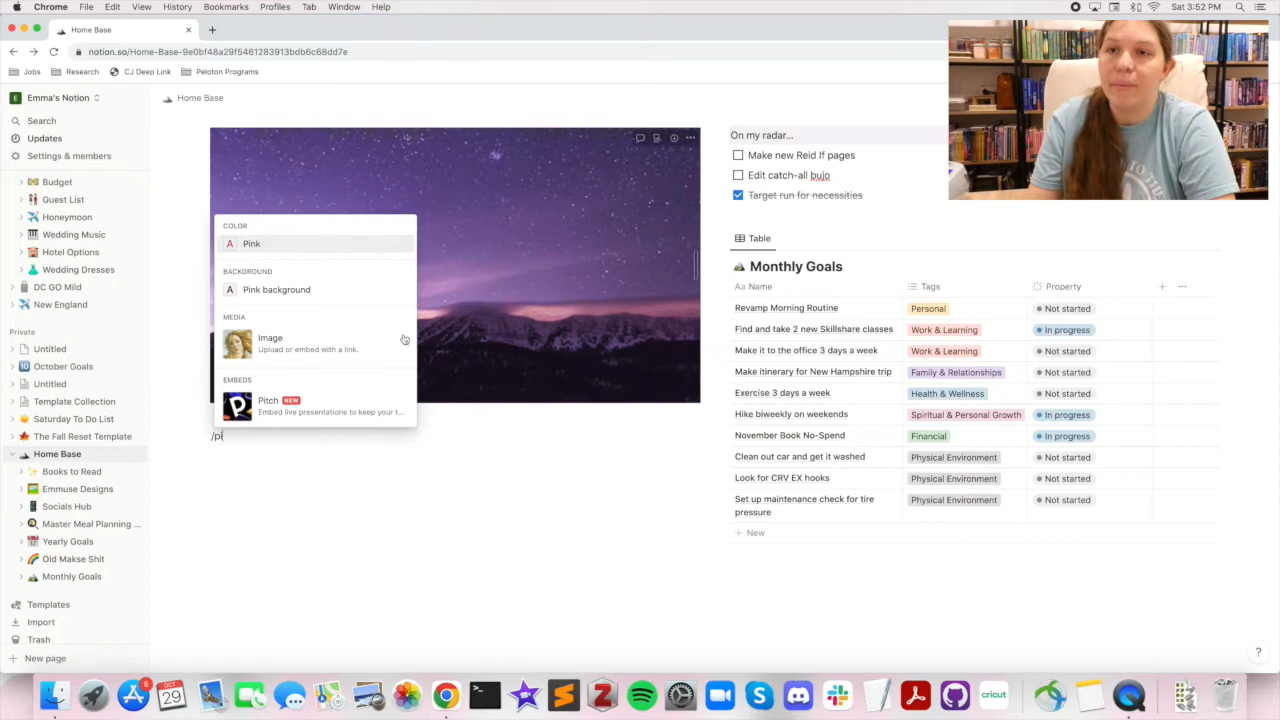 Chrome File Edit View History Bookmarks Profiles Tab Window Help Sat 3:52 PM
Home Base
notion.so/Home-Base-9e0bf48a29f5461283913bdb6c68dd7e
Jobs Research CJ Deep Link Peloton Programs
E Emma's Notion
Home Base
Search
Updates
Settings & members
Budget
Guest List
Honeymoon
Wedding Music
Hotel Options
Wedding Dresses
DC GO Mild
New England
Private
Untitled
October Goals
Untitled
Template Collection
Saturday To Do List
The Fall Reset Template
Home Base
Books to Read
Emmuse Designs
Socials Hub
Master Meal Planning ...
Yearly Goals
Old Makse Shit
Monthly Goals
Templates
Import
Trash
New page
COLOR
A Pink
BACKGROUND
A Pink background
MEDIA
Image
Upload or embed with a link.
EMBEDS
P Pitch NEW
Embed live presentations to keep your t...
/pi
On my radar...
Make new Reid If pages
Edit catch-all bujo
Target run for necessities
Table
Monthly Goals
Aa Name Tags Property
Revamp Morning Routine Personal Not started
Find and take 2 new Skillshare classes Work & Learning In progress
Make it to the office 3 days a week Work & Learning Not started
Make itinerary for New Hampshire trip Family & Relationships Not started
Exercise 3 days a week Health & Wellness Not started
Hike biweekly on weekends Spiritual & Personal Growth In progress
November Book No-Spend Financial In progress
Clean out car and get it washed Physical Environment Not started
Look for CRV EX hooks Physical Environment Not started
Set up maintenance check for tire Physical Environment Not started
pressure
+ New
?
5
OCT
29
cricut